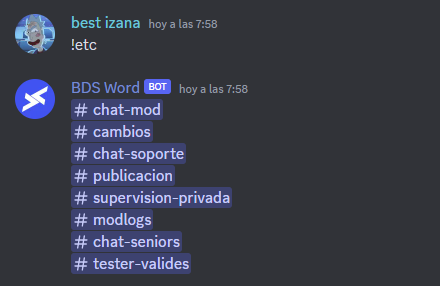 best izana hoy a las 7:58
!etc
BDS Word BOT hoy a las 7:58
# chat-mod
# cambios
# chat-soporte
# publicacion
# supervision-privada
# modlogs
# chat-seniors
# tester-valides